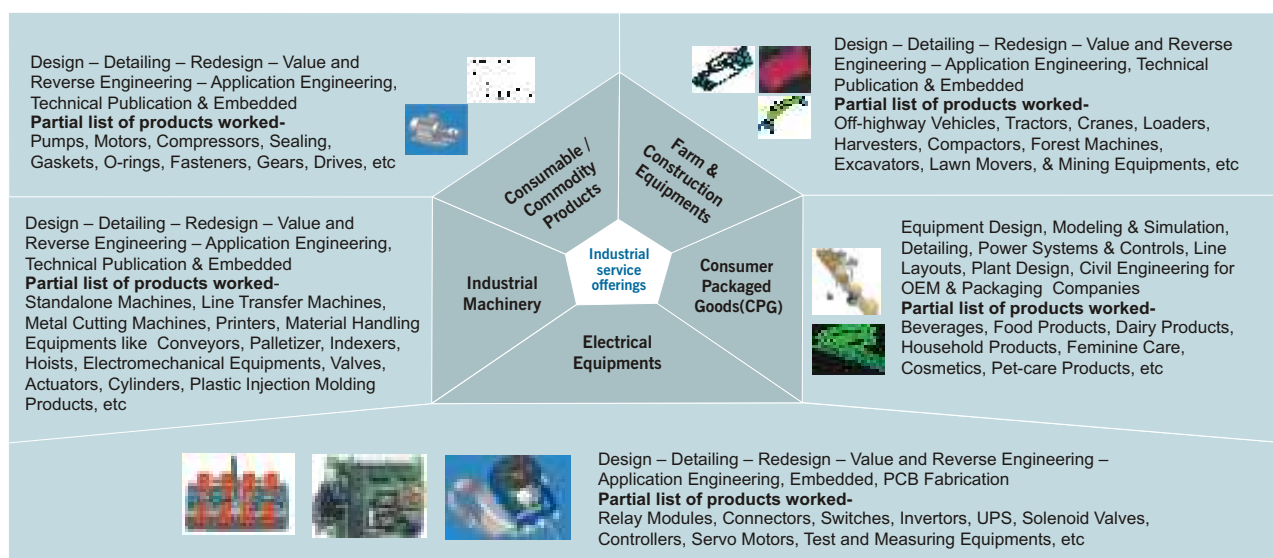 Design – Detailing – Redesign – Value and
Reverse Engineering – Application Engineering,
Technical Publication & Embedded
Partial list of products worked-
Pumps, Motors, Compressors, Sealing,
Gaskets, O-rings, Fasteners, Gears, Drives, etc
Design – Detailing – Redesign – Value and Reverse
Engineering – Application Engineering, Technical
Publication & Embedded
Partial list of products worked-
Off-highway Vehicles, Tractors, Cranes, Loaders,
Harvesters, Compactors, Forest Machines,
Excavators, Lawn Movers, & Mining Equipments, etc
Consumable /
Commodity
Products
Farm &
Construction
Equipments
Design – Detailing – Redesign – Value and
Reverse Engineering – Application Engineering,
Technical Publication & Embedded
Partial list of products worked-
Standalone Machines, Line Transfer Machines,
Metal Cutting Machines, Printers, Material Handling
Equipments like Conveyors, Palletizer, Indexers,
Hoists, Electromechanical Equipments, Valves,
Actuators, Cylinders, Plastic Injection Molding
Products, etc
Industrial
Machinery
Industrial
service
offerings
Consumer
Packaged
Goods(CPG)
Equipment Design, Modeling & Simulation,
Detailing, Power Systems & Controls, Line
Layouts, Plant Design, Civil Engineering for
OEM & Packaging Companies
Partial list of products worked-
Beverages, Food Products, Dairy Products,
Household Products, Feminine Care,
Cosmetics, Pet-care Products, etc
Electrical
Equipments
Design – Detailing – Redesign – Value and Reverse Engineering –
Application Engineering, Embedded, PCB Fabrication
Partial list of products worked-
Relay Modules, Connectors, Switches, Invertors, UPS, Solenoid Valves,
Controllers, Servo Motors, Test and Measuring Equipments, etc